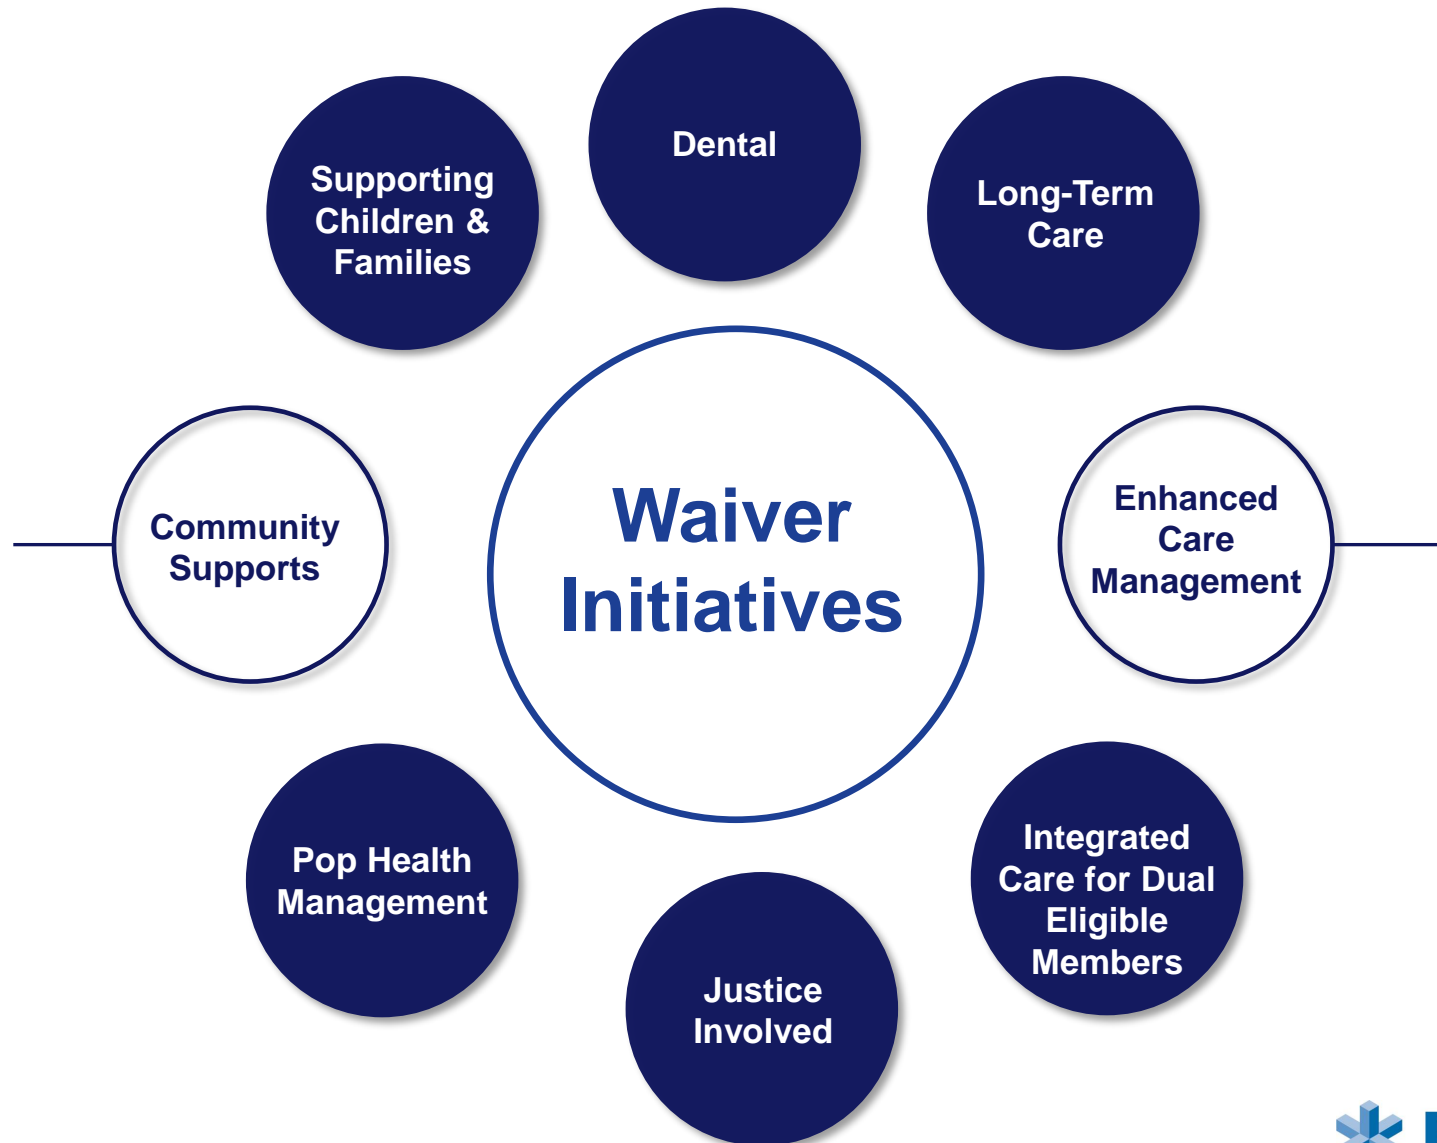 Dental
Supporting
Children &
Families
Long-Term
Care
Waiver
Initiatives
Community
Supports
Enhanced
Care
Management
Pop Health
Management
Integrated
Care for Dual
Eligible
Members
Justice
Involved